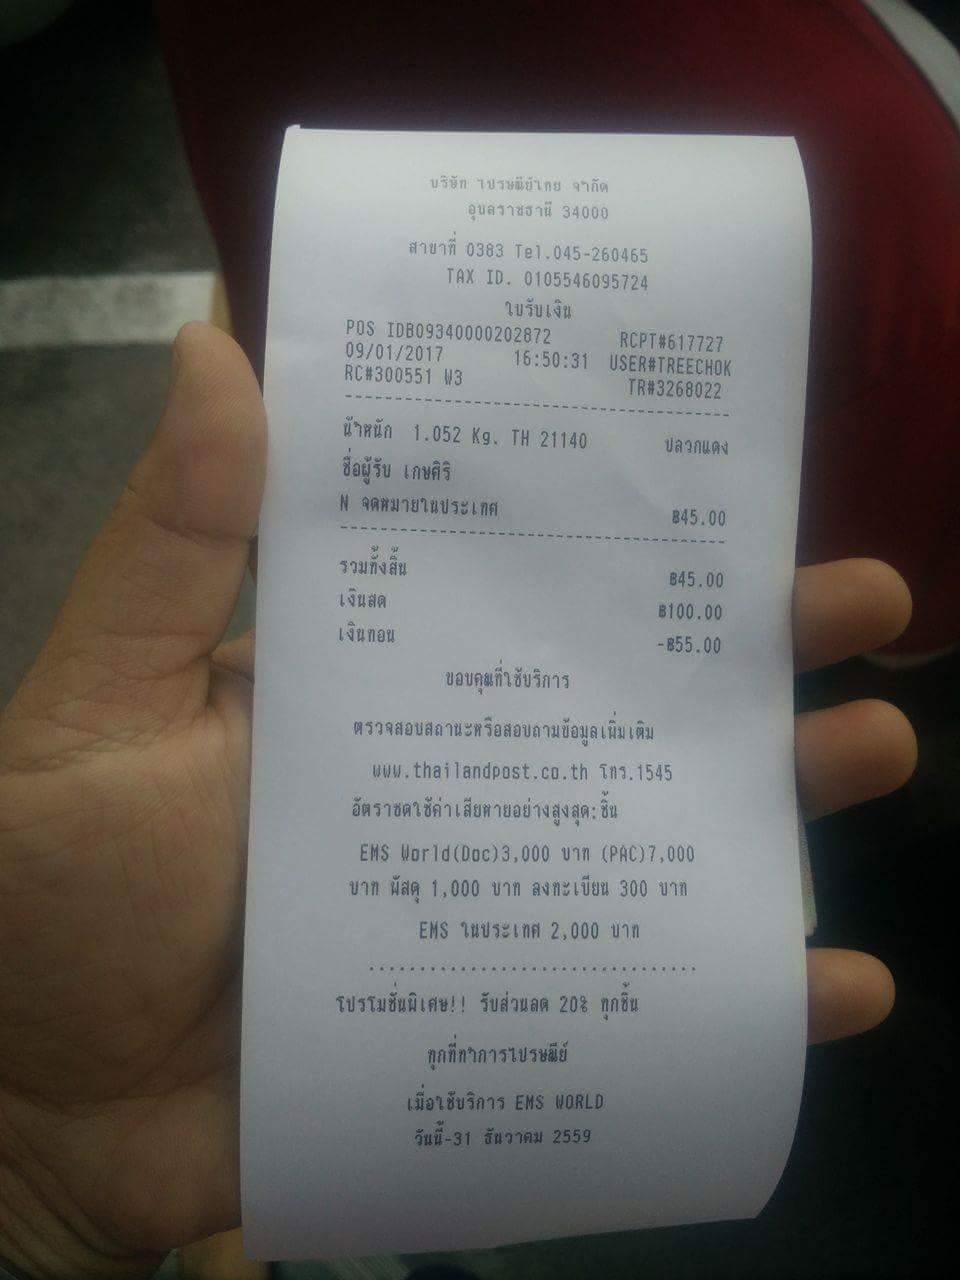 บริษัท ไปรษณีย์ไทย จำกัด
อุบลราชธานี 34000
สาขาที่ 0383 Tel.045-260465
TAX ID. 0105546095724
ใบรับเงิน
POS IDB09340000202872 RCPT#617727
09/01/2017 16:50:31 USER#TREECHOK
RC#300551 W3 TR#3268022
น้ำหนัก 1.052 Kg. TH 21140 ปลวกแดง
ชื่อผู้รับ เกษศิริ
N จดหมายในประเทศ ฿45.00
รวมทั้งสิ้น ฿45.00
เงินสด ฿100.00
เงินทอน -฿55.00
ขอบคุณที่ใช้บริการ
ตรวจสอบสถานะหรือสอบถามข้อมูลเพิ่มเติม
www.thailandpost.co.th โทร.1545
อัตราชดใช้ค่าเสียหายอย่างสูงสุด:ชิ้น
EMS World(Doc)3,000 บาท (PAC)7,000
บาท พัสดุ 1,000 บาท ลงทะเบียน 300 บาท
EMS ในประเทศ 2,000 บาท
โปรโมชั่นพิเศษ!! รับส่วนลด 20% ทุกชิ้น
ทุกที่ทำการไปรษณีย์
เมื่อใช้บริการ EMS WORLD
วันนี้-31 ธันวาคม 2559